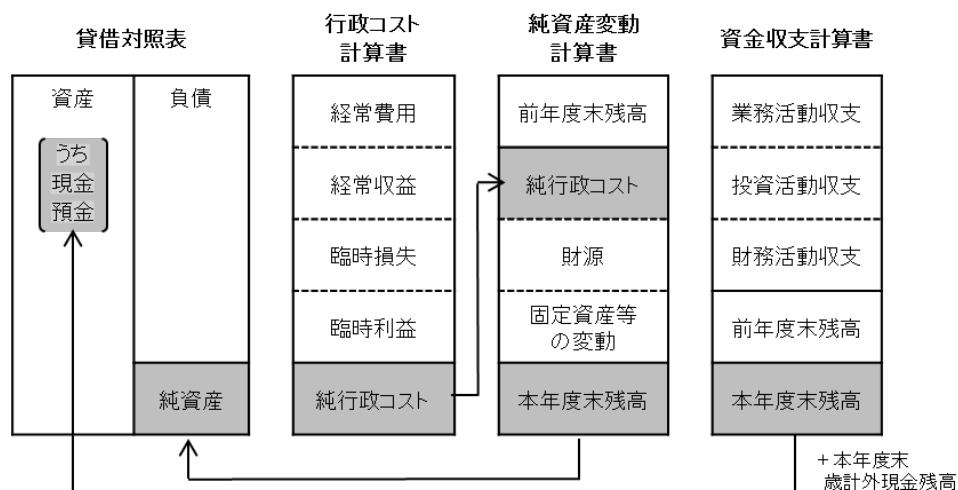 貸借対照表
資産
うち
現金
預金
負債
純資産
行政コスト
計算書
経常費用
経常収益
臨時損失
臨時利益
純行政コスト
純資産変動
計算書
前年度末残高
純行政コスト
財源
固定資産等
の変動
本年度末残高
資金収支計算書
業務活動収支
投資活動収支
財務活動収支
前年度末残高
本年度末残高
+本年度末
歳計外現金残高